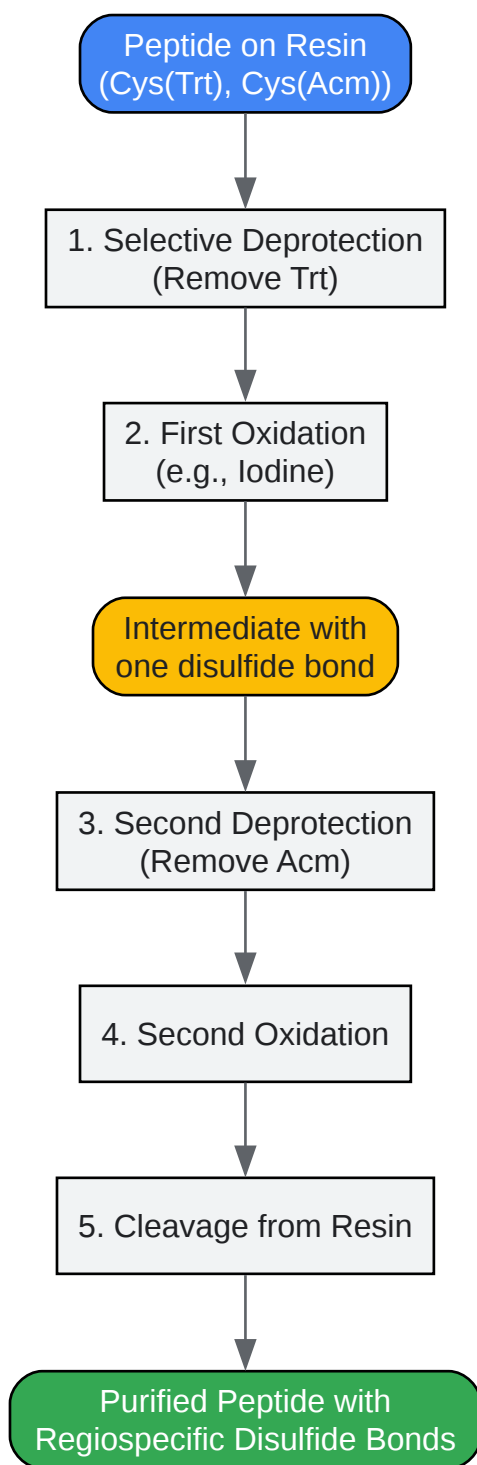 Peptide on Resin
(Cys(Trt), Cys(Acm))
1. Selective Deprotection
(Remove Trt)
2. First Oxidation
(e.g., Iodine)
Intermediate with
one disulfide bond
3. Second Deprotection
(Remove Acm)
4. Second Oxidation
5. Cleavage from Resin
Purified Peptide with
Regiospecific Disulfide Bonds